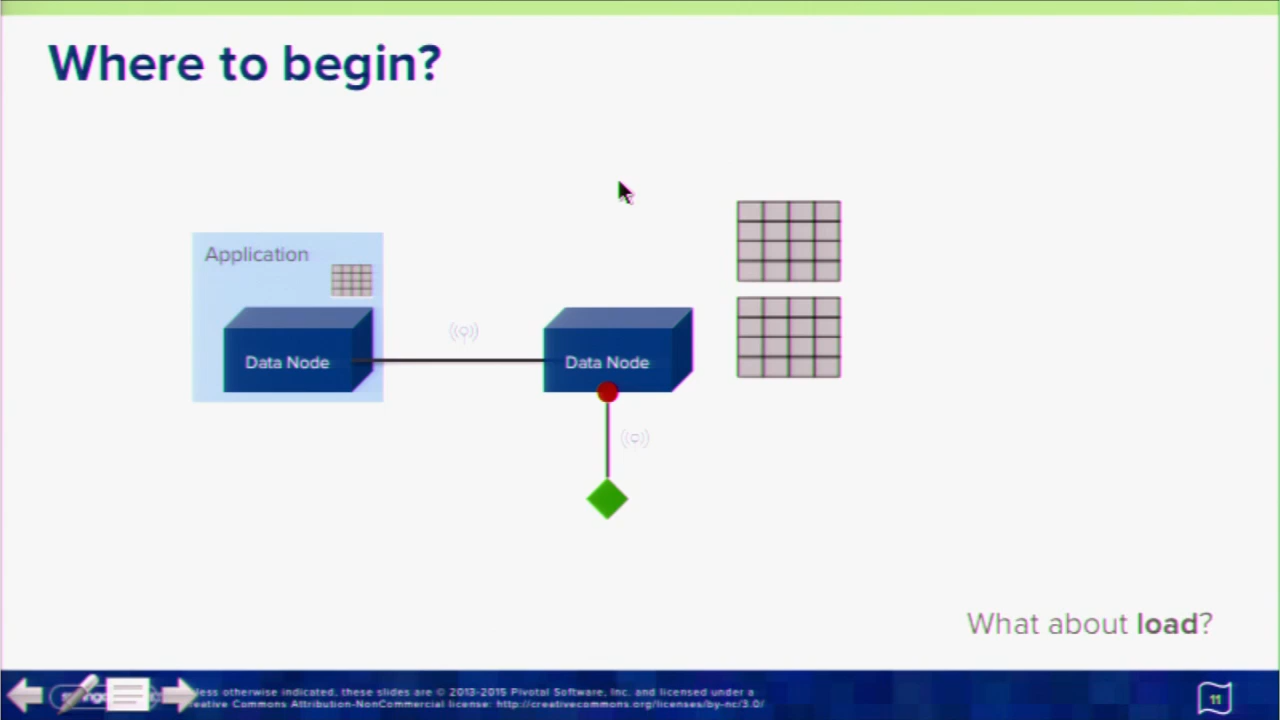 Where to begin?
Application
Data Node
Data Node
What about load?
less otherwise indicated, these slides are © 2013-2015 Pivotal Software, Inc. and licensed under a
eative Commons Attribution-NonCommercial license: http://creativecommons.org/licenses/by-nc/3.0/
11